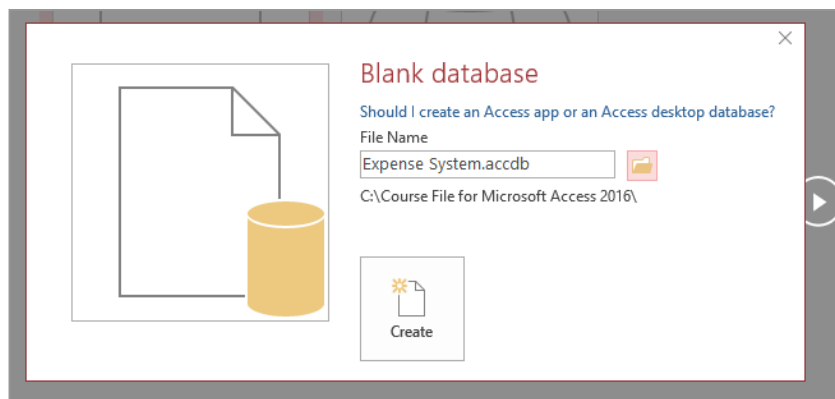 Blank database
Should I create an Access app or an Access desktop database?
File Name
Expense System.accdb
C:\Course File for Microsoft Access 2016\
Create